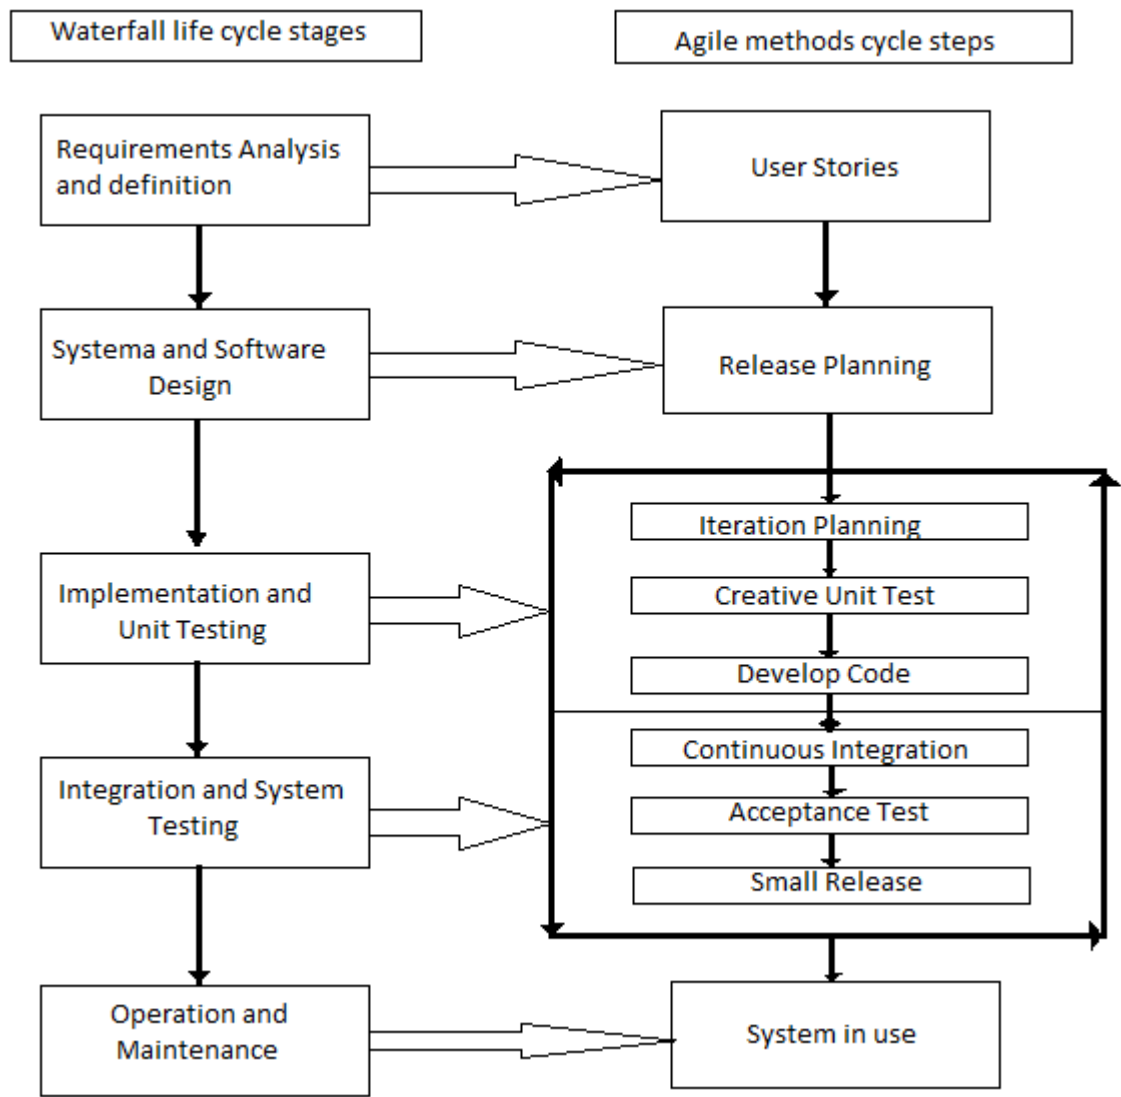 Waterfall life cycle stages
Agile methods cycle steps
Requirements Analysis
and definition
User Stories
Systema and Software
Design
Release Planning
Iteration Planning
Implementation and
Unit Testing
Creative Unit Test
Develop Code
Continuous Integration
Integration and System
Testing
Acceptance Test
Small Release
Operation and
Maintenance
System in use